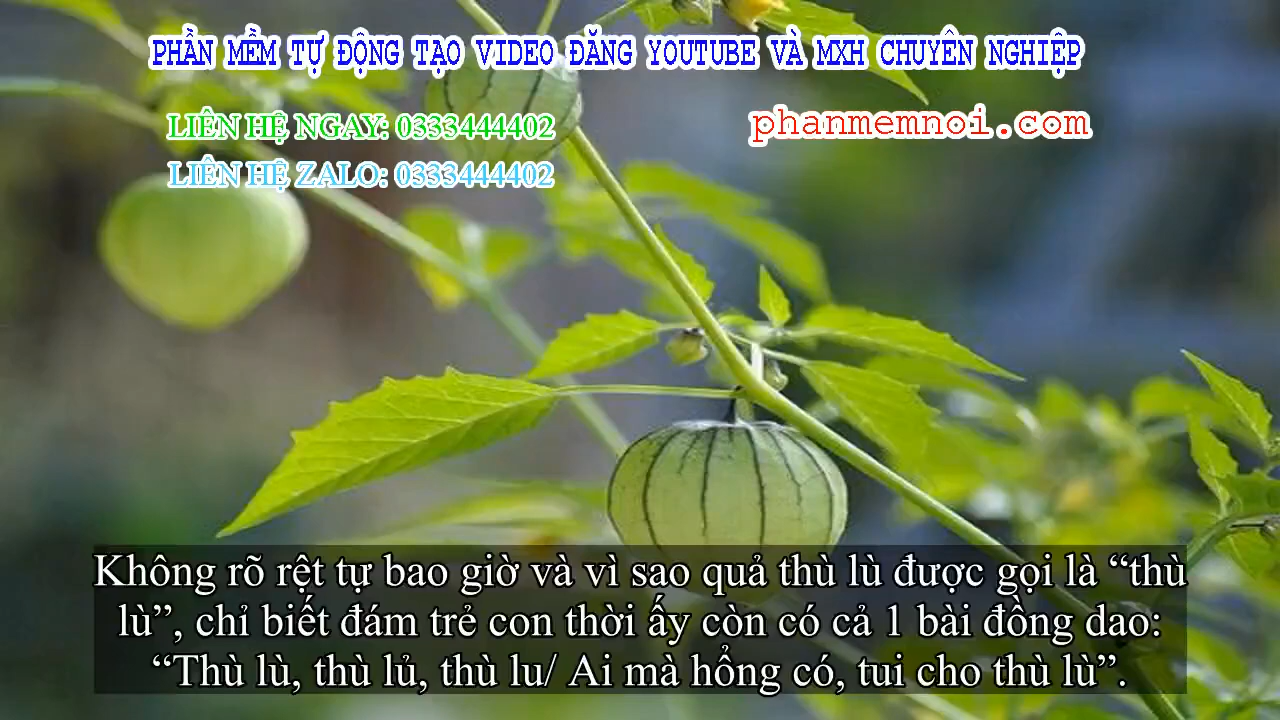 PHẦN MỀM TỰ ĐỘNG TẠO VIDEO ĐĂNG YOUTUBE VÀ MXH CHUYÊN NGHIỆP
LIÊN HỆ NGAY: 0333444402
phanmemnoi.com
LIÊN HỆ ZALO: 0333444402
Không rõ rệt tự bao giờ và vì sao quả thù lù được gọi là “thù
lù”, chỉ biết đám trẻ con thời ấy còn có cả 1 bài đồng dao:
“Thù lù, thù lủ, thù lu/ Ai mà hổng có, tui cho thù lù”.